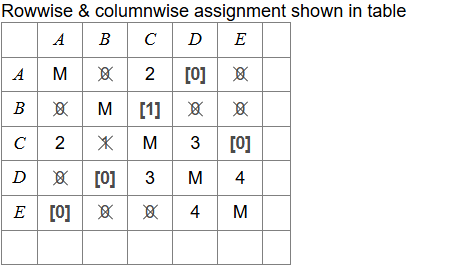 Rowwise & columnwise assignment shown in table
A B C D E
A M 0 2 [0] 0
B 0 M [1] 0 0
C 2 1 M 3 [0]
D 0 [0] 3 M 4
E [0] 0 0 4 M